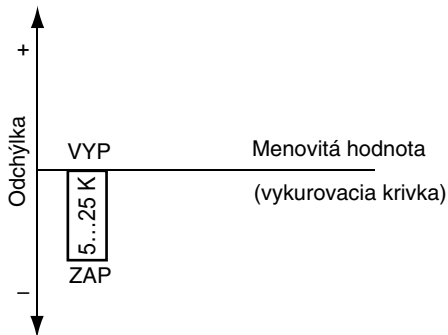 +
Odchýlka
VYP
Menovitá hodnota
(vykurovacia krivka)
5...25 K
ZAP
–